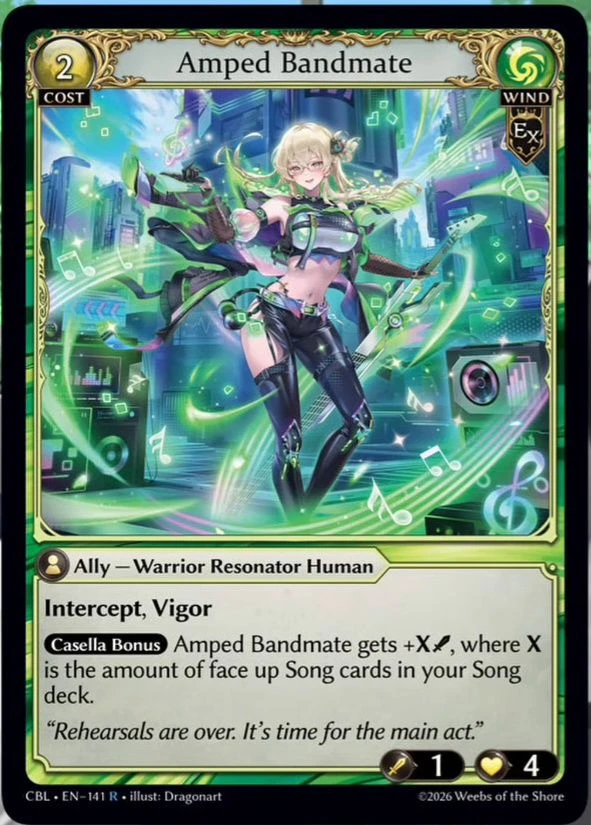 2
Amped Bandmate
COST
WIND
EX
Ally — Warrior Resonator Human
Intercept, Vigor
Casella Bonus Amped Bandmate gets +X, where X
is the amount of face up Song cards in your Song
deck.
“Rehearsals are over. It’s time for the main act.”
1
4
CBL • EN–141 R • illust: Dragonart
©2026 Weebs of the Shore